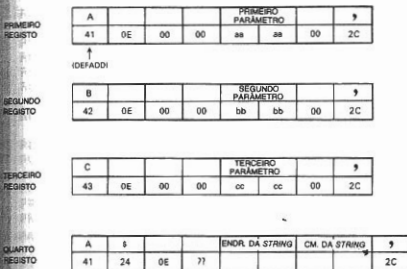 PRIMEIRO REGISTO
A PRIMEIRO PARÂMETRO ,
41 0E 00 00 aa aa 00 2C
(DEFADD)
SEGUNDO REGISTO
B SEGUNDO PARÂMETRO ,
42 0E 00 00 bb bb 00 2C
TERCEIRO REGISTO
C TERCEIRO PARÂMETRO ,
43 0E 00 00 cc cc 00 2C
QUARTO REGISTO
A $ ENDR. DA STRING CM. DA STRING ,
41 24 0E ?? 2C